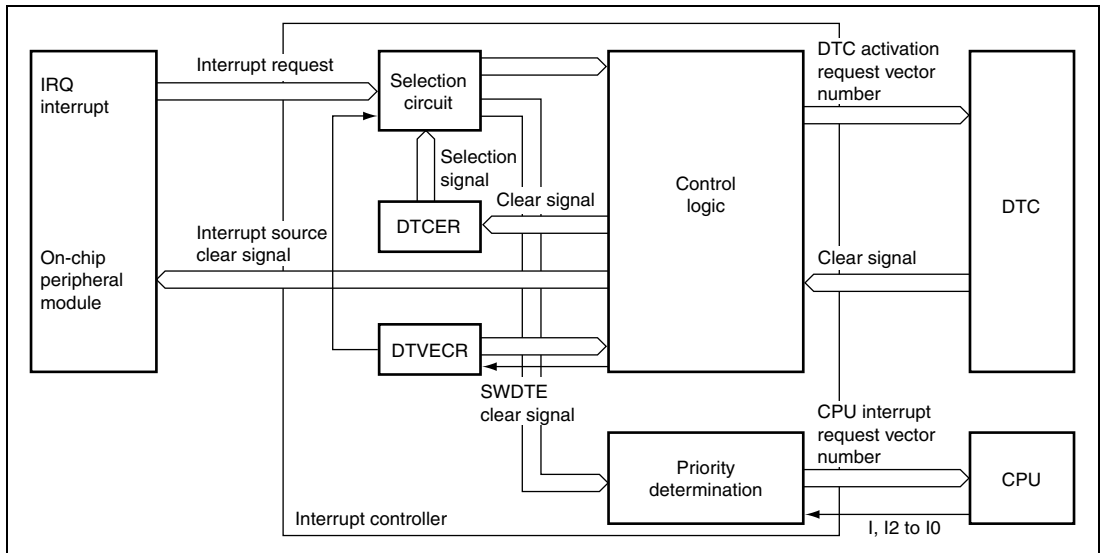 IRQ
interrupt
On-chip
peripheral
module
Interrupt request
Selection
circuit
Selection
signal
DTCER
Clear signal
Interrupt source
clear signal
DTVECR
SWDTE
clear signal
Control
logic
DTC activation
request vector
number
DTC
Clear signal
CPU interrupt
request vector
number
Priority
determination
CPU
I, I2 to I0
Interrupt controller